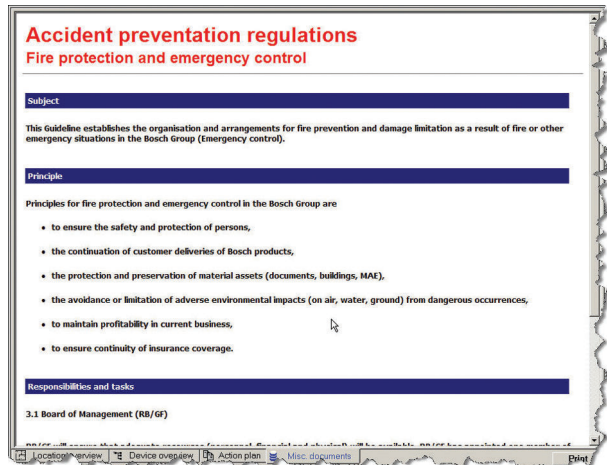 Accident preventation regulations
Fire protection and emergency control
Subject
This Guideline establishes the organisation and arrangements for fire prevention and damage limitation as a result of fire or other
emergency situations in the Bosch Group (Emergency control).
Principle
Principles for fire protection and emergency control in the Bosch Group are
• to ensure the safety and protection of persons,
• the continuation of customer deliveries of Bosch products,
• the protection and preservation of material assets (documents, buildings, MAE),
• the avoidance or limitation of adverse environmental impacts (on air, water, ground) from dangerous occurrences,
• to maintain profitability in current business,
• to ensure continuity of insurance coverage.
Responsibilities and tasks
3.1 Board of Management (RB/GF)
Location overview Device overview Action plan Misc. documents Print